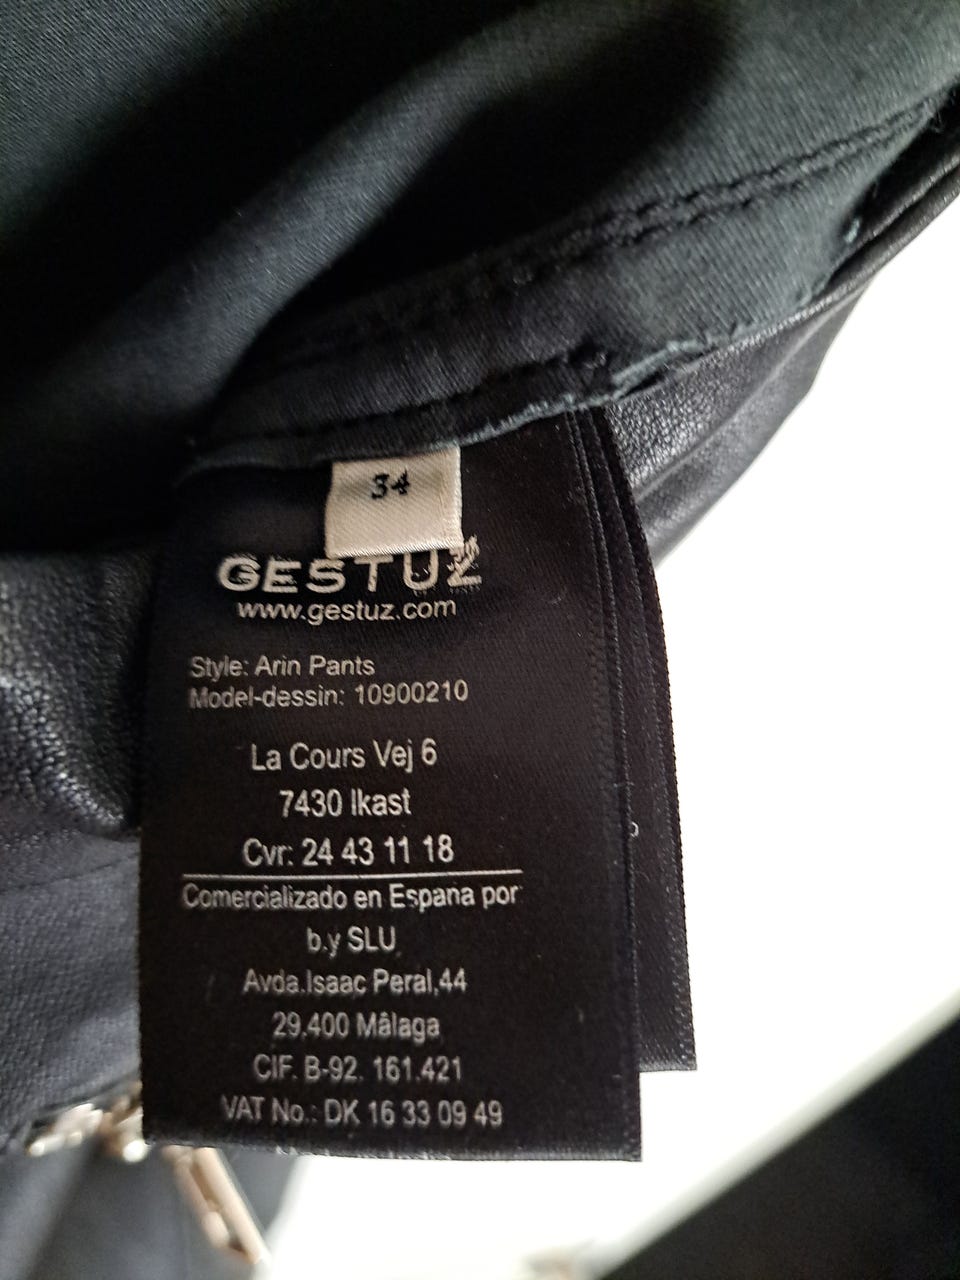 34
GESTUZ
www.gestuz.com
Style: Arin Pants
Model-dessin: 10900210
La Cours Vej 6
7430 Ikast
Cvr: 24 43 11 18
Comercializado en Espana por
b.y SLU
Avda.Isaac Peral,44
29.400 Mâlaga
CIF. B-92. 161.421
VAT No.: DK 16 33 09 49